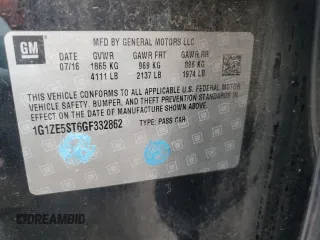 GM
MFD BY GENERAL MOTORS LLC
07/16 GVWR GAWR FRT GAWR RR
1865 KG 969 KG 896 KG
4111 LB 2137 LB 1974 LB
THIS VEHICLE CONFORMS TO ALL APPLICABLE U.S. FEDERAL MOTOR
VEHICLE SAFETY, BUMPER, AND THEFT PREVENTION STANDARDS IN
EFFECT ON THE DATE OF MANUFACTURE SHOWN ABOVE.
1G1ZE5ST6GF332862 TYPE: PASS CAR
© DREAMBID